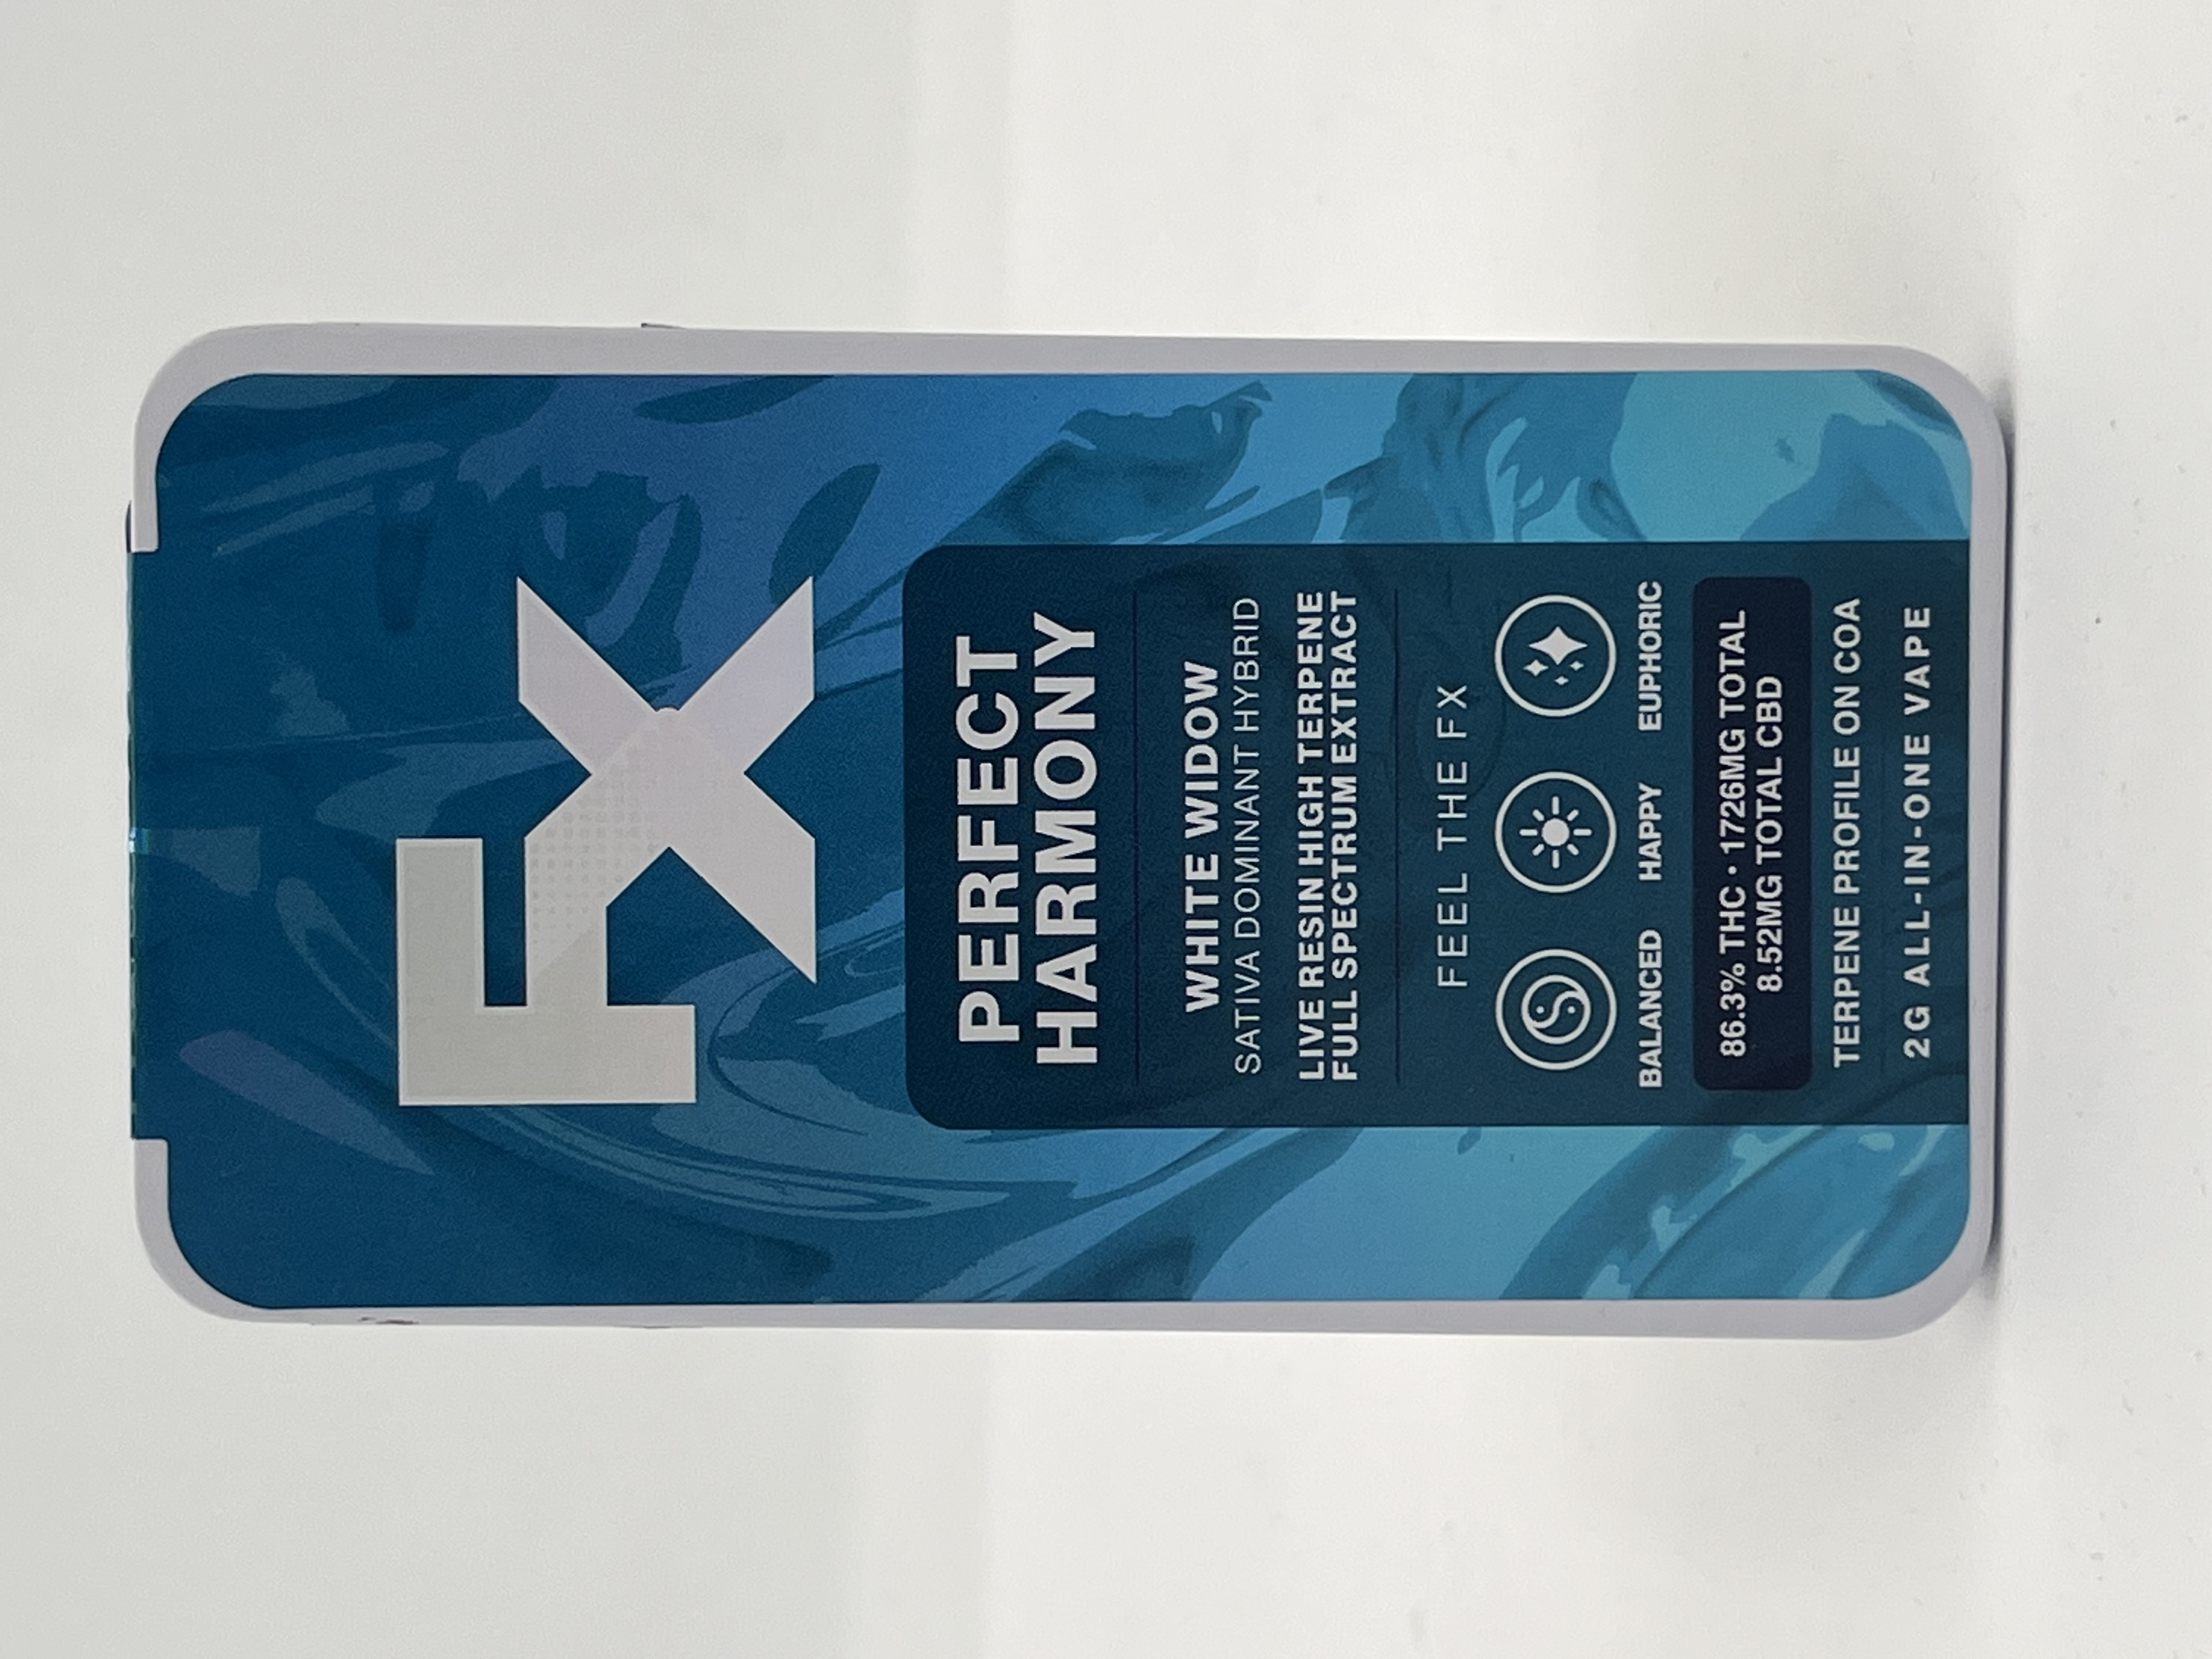 FX
PERFECT
HARMONY
WHITE WIDOW
SATIVA DOMINANT HYBRID
LIVE RESIN HIGH TERPENE
FULL SPECTRUM EXTRACT
FEEL THE FX
BALANCED HAPPY EUPHORIC
86.3% THC • 1726MG TOTAL
8.52MG TOTAL CBD
TERPENE PROFILE ON COA
2G ALL-IN-ONE VAPE